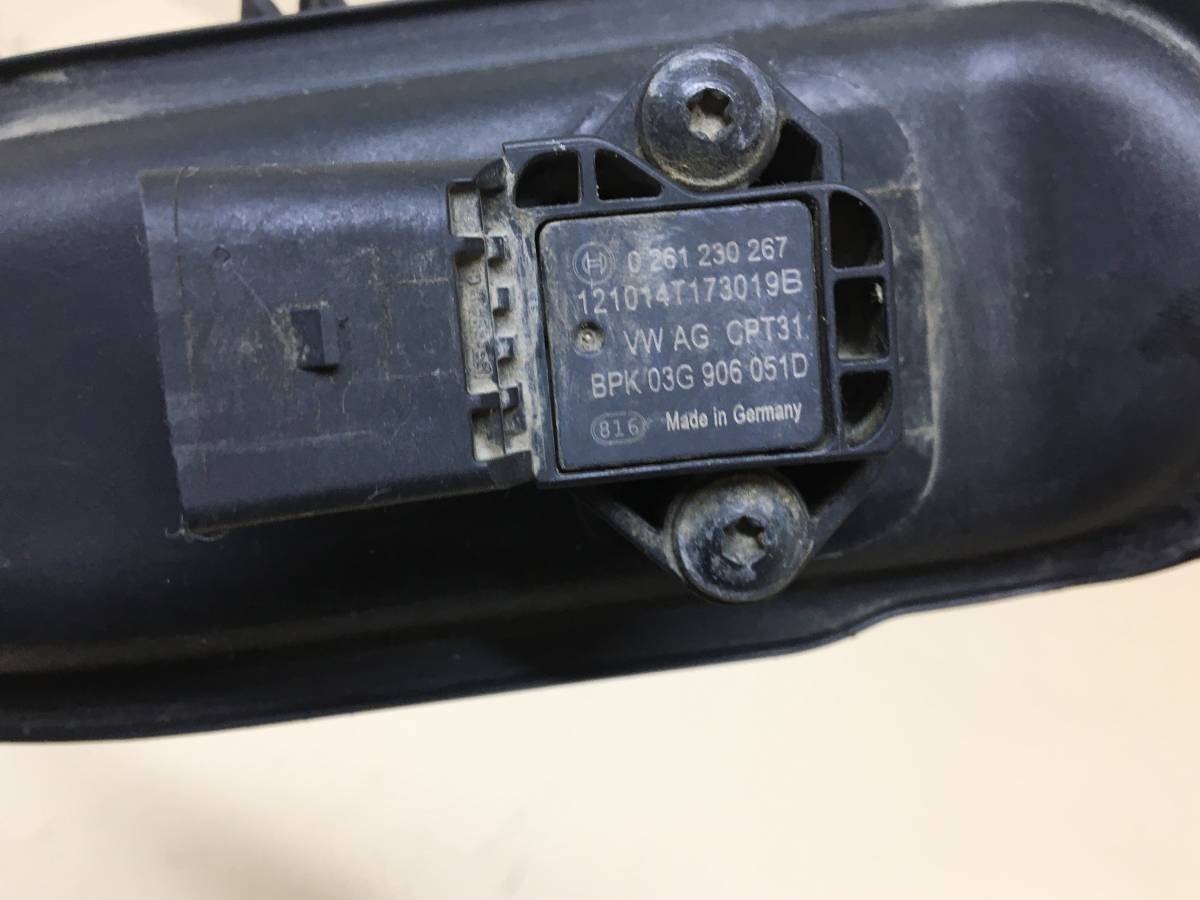 0 261 230 267
121014T173019B
VW AG CPT31
BPK 03G 906 051D
816 Made in Germany